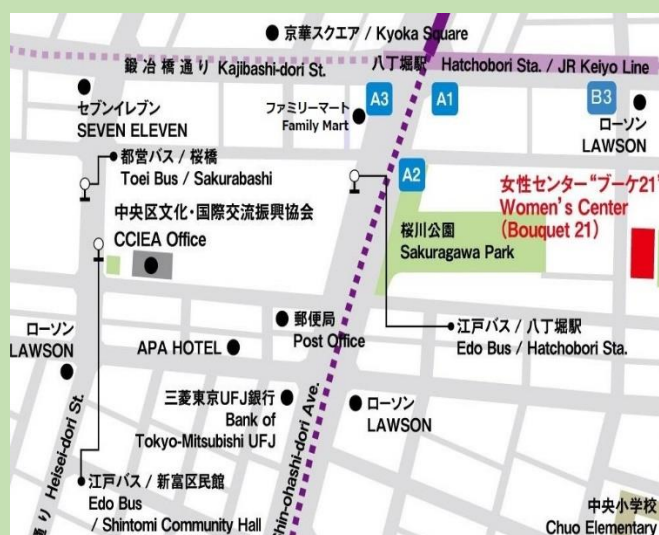 京華スクエア / Kyoka Square
鍛冶橋通り Kajibashi-dori St.
八丁堀駅 Hatchobori Sta. / JR Keiyo Line
セブンイレブン
SEVEN ELEVEN
ファミリーマート
Family Mart
A3
A1
B3
ローソン
LAWSON
都営バス / 桜橋
Toei Bus / Sakurabashi
A2
女性センター“ブーケ21”
Women's Center
(Bouquet 21)
中央区文化・国際交流振興協会
CCIEA Office
桜川公園
Sakuragawa Park
郵便局
Post Office
江戸バス / 八丁堀駅
Edo Bus / Hatchobori Sta.
ローソン
LAWSON
APA HOTEL
三菱東京UFJ銀行
Bank of
Tokyo-Mitsubishi UFJ
ローソン
LAWSON
通り Heisei-dori St.
Shin-ohashi-dori Ave.
江戸バス / 新富区民館
Edo Bus
/ Shintomi Community Hall
中央小学校
Chuo Elementary